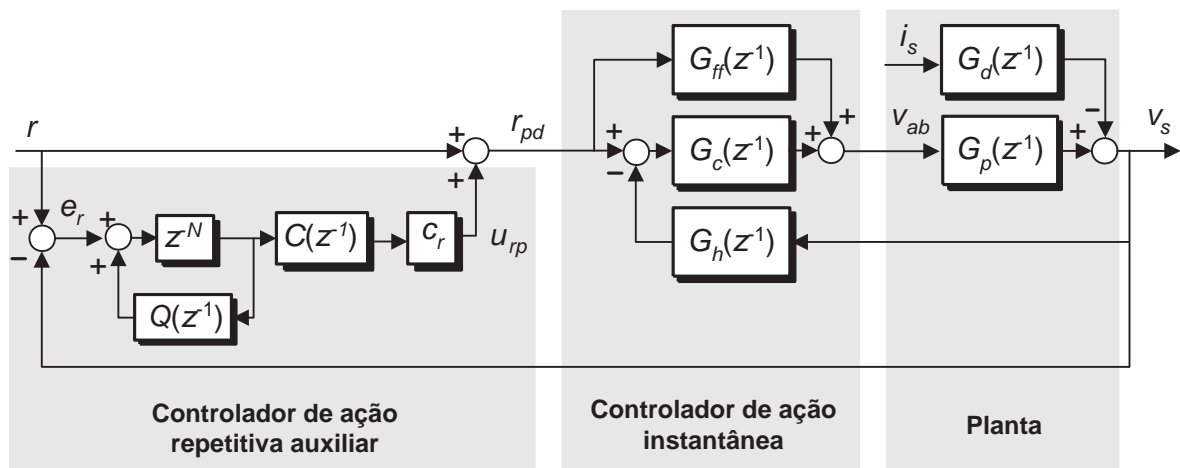 G_ff(z⁻¹)
i_s
G_d(z⁻¹)
r
+
+
r_pd
+
−
G_c(z⁻¹)
+
+
v_ab
G_p(z⁻¹)
+
−
v_s
+
−
e_r
+
+
z⁻ᴺ
C(z⁻¹)
c_r
u_rp
Q(z⁻¹)
G_h(z⁻¹)
Controlador de ação
repetitiva auxiliar
Controlador de ação
instantânea
Planta